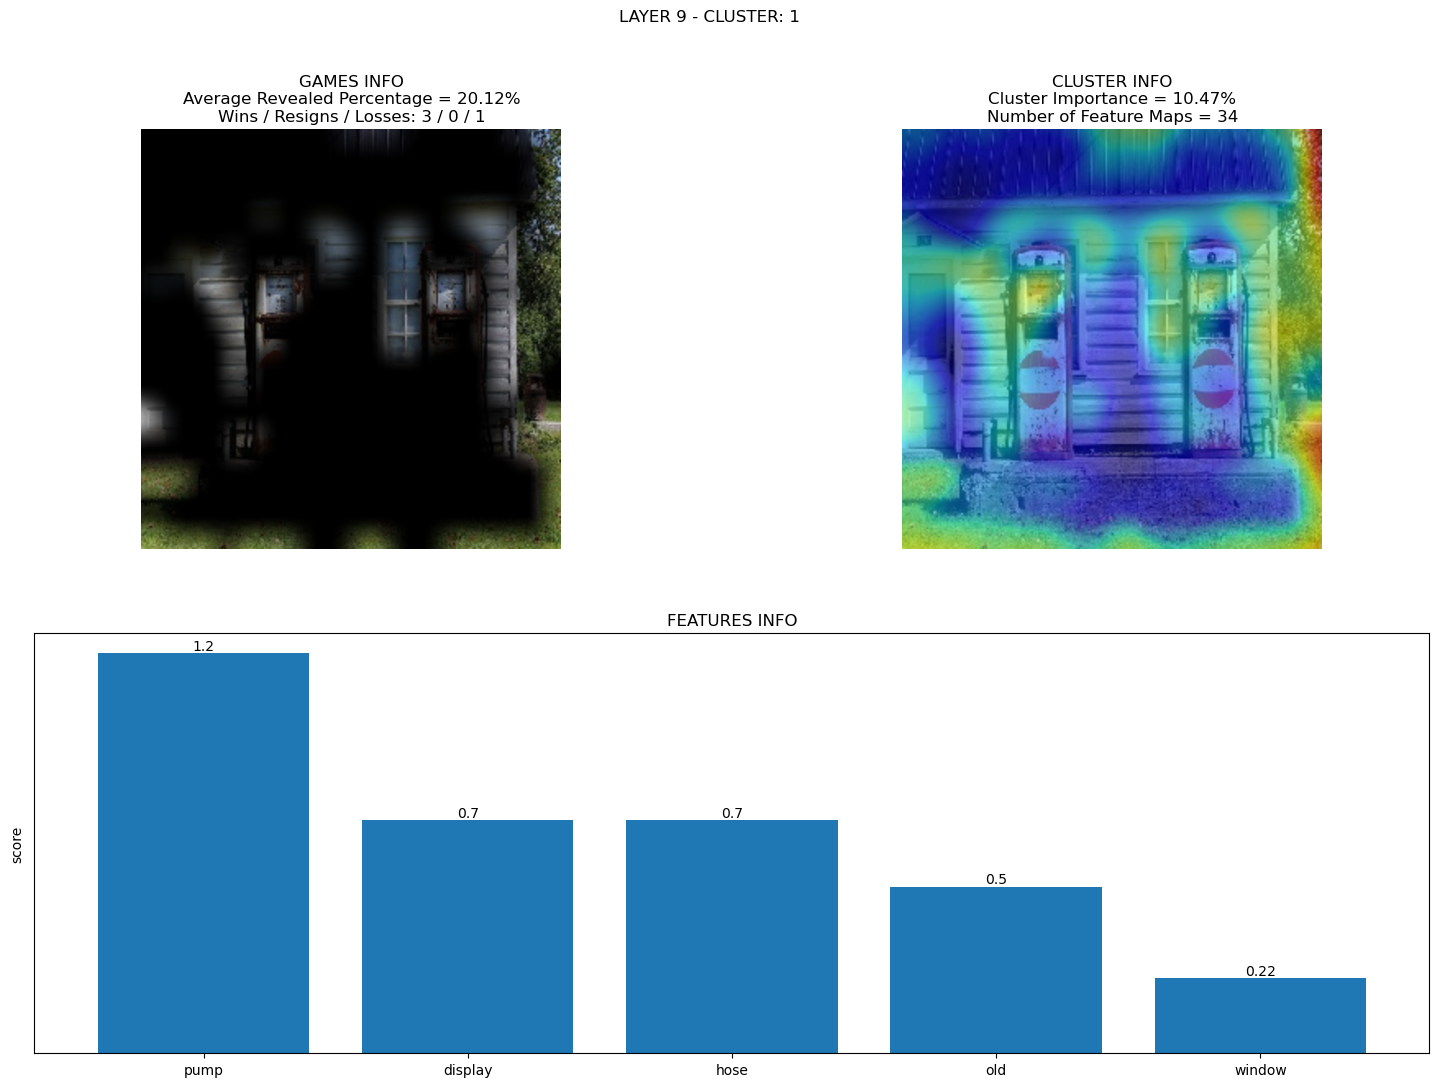 LAYER 9 - CLUSTER: 1
GAMES INFO
Average Revealed Percentage = 20.12%
Wins / Resigns / Losses: 3 / 0 / 1
CLUSTER INFO
Cluster Importance = 10.47%
Number of Feature Maps = 34
FEATURES INFO
score
1.2
0.7
0.7
0.5
0.22
pump
display
hose
old
window